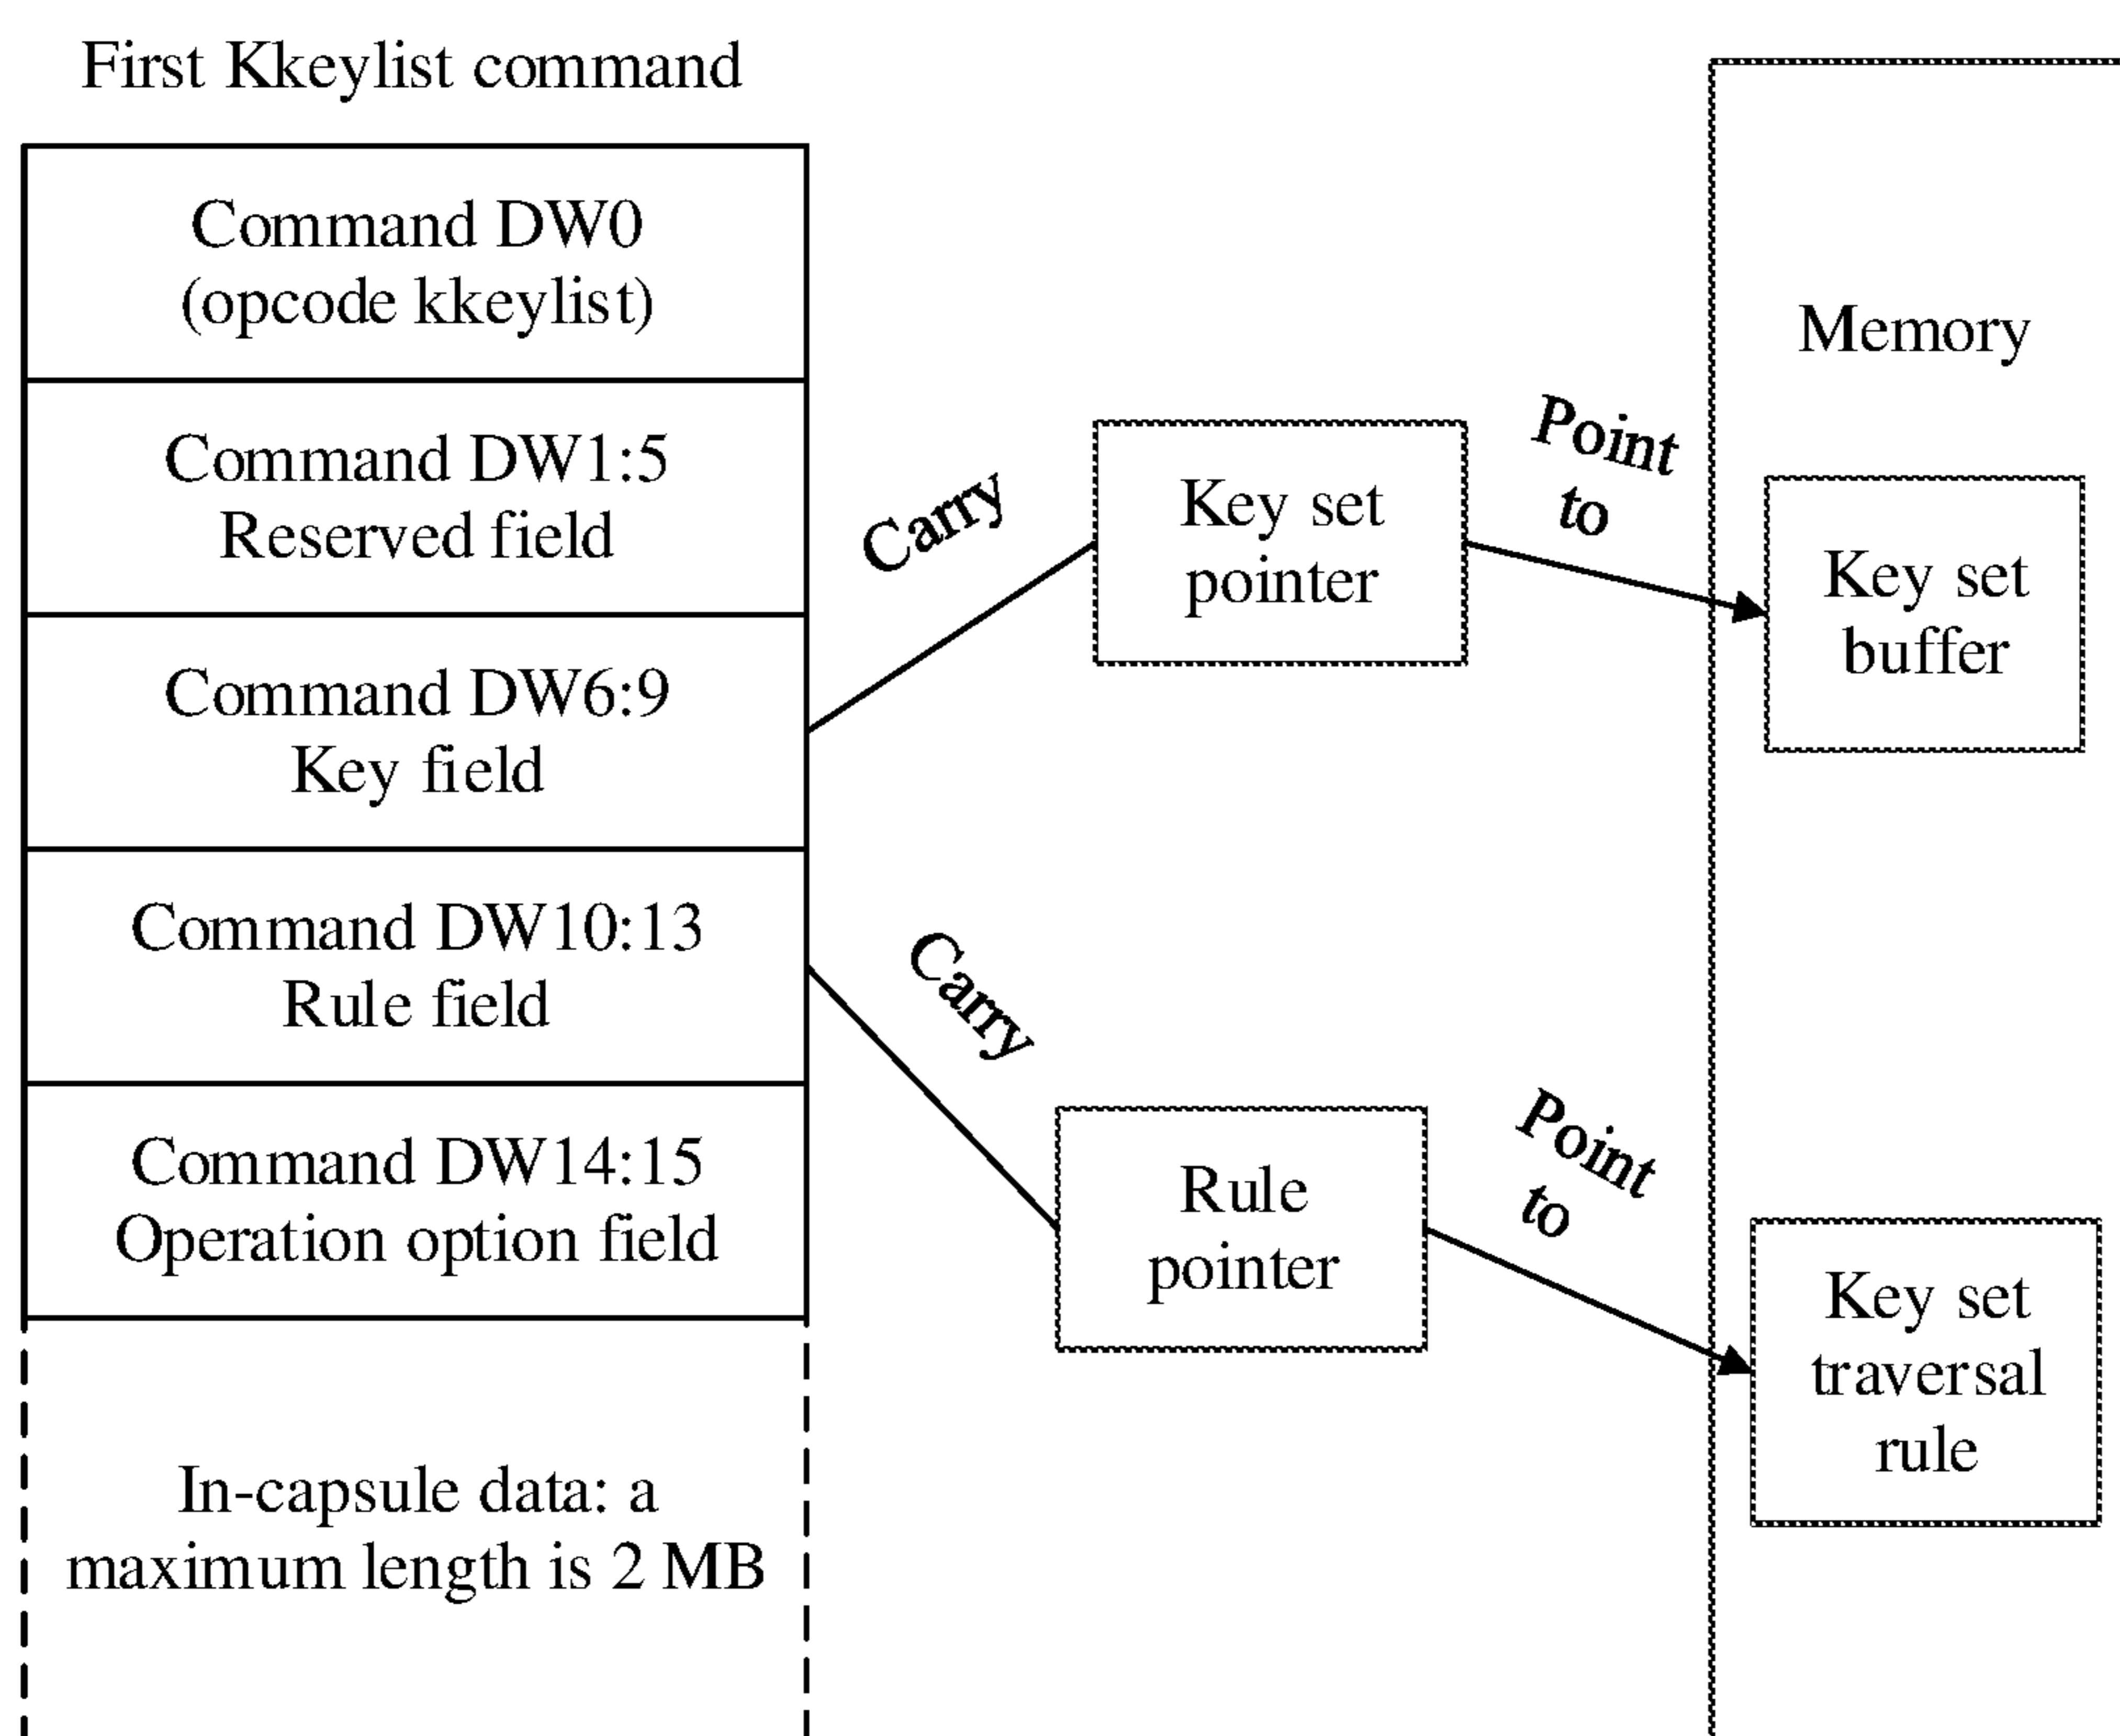 First Kkeylist command
Command DW0
(opcode kkeylist)
Command DW1:5
Reserved field
Command DW6:9
Key field
Command DW10:13
Rule field
Command DW14:15
Operation option field
In-capsule data: a
maximum length is 2 MB
Carry
Key set
pointer
Point
to
Carry
Rule
pointer
Point
to
Memory
Key set
buffer
Key set
traversal
rule